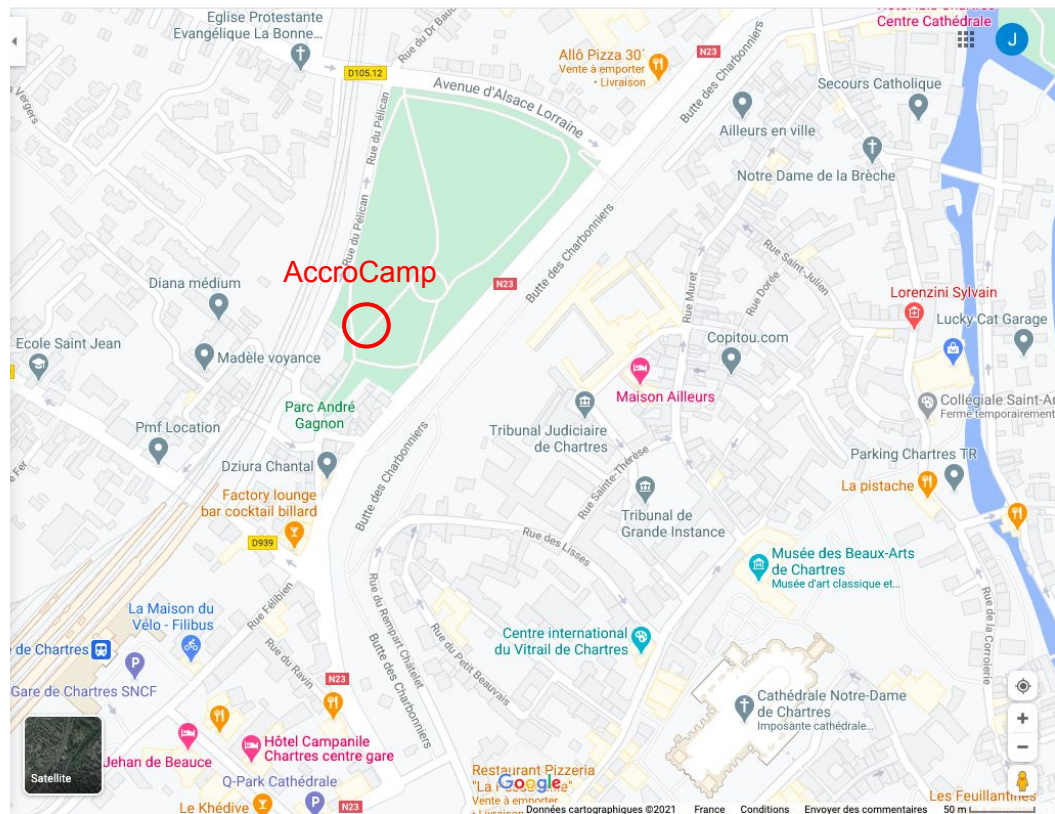 Eglise Protestante
Evangélique La Bonne...
Rue du Dr Bau
Centre Cathédrale
J
Allô Pizza 30´
Vente à emporter
• Livraison
N23
D105.12
Avenue d'Alsace Lorraine
Butte des Charbonniers
Secours Catholique
Ailleurs en ville
Vergers
Rue du Pélican
Notre Dame de la Brèche
Rue du Pélican
Butte des Charbonniers
Rue Saint-Julien
AccroCamp
N23
Rue Muret
Rue Dorée
Diana médium
Lorenzini Sylvain
Lucky Cat Garage
Ecole Saint Jean
Madèle voyance
Copitou.com
Maison Ailleurs
Parc André
Gagnon
Collégiale Saint-An
Fermé temporairement
Pmf Location
Tribunal Judiciaire
de Chartres
Butte des Charbonniers
Rue Sainte-Thérèse
Parking Chartres TR
Dziura Chantal
La pistache
Factory lounge
bar cocktail billard
Tribunal de
Grande Instance
D939
Rue des Lisses
Musée des Beaux-Arts
de Chartres
Musée d'art classique et...
Rue Félibien
Rue du Rempart Châtelet
La Maison du
Vélo - Filibus
Rue de la Corroierie
Rue du Ravin
Rue du Petit Beauvais
Centre international
du Vitrail de Chartres
de Chartres
Butte des Charbonniers
P
Gare de Chartres SNCF
N23
Cathédrale Notre-Dame
de Chartres
Imposante cathédrale...
Hôtel Campanile
Chartres centre gare
Jehan de Beauce
Satellite
Q-Park Cathédrale
Restaurant Pizzeria
Google
Vente à emporter
Les Feuillantines
Le Khédive
P
N23
Données cartographiques ©2021 France Conditions Envoyer des commentaires 50 m